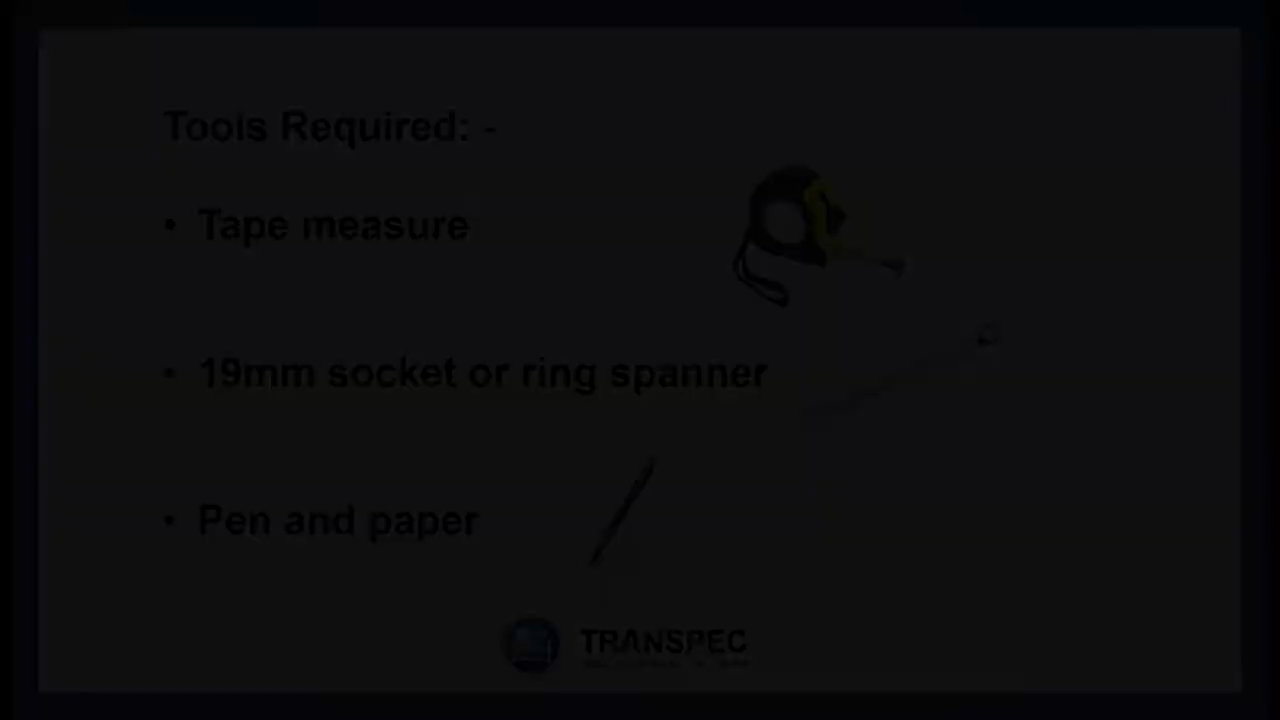 Tools Required: -
• Tape measure
• 19mm socket or ring spanner
• Pen and paper
TRANSPEC